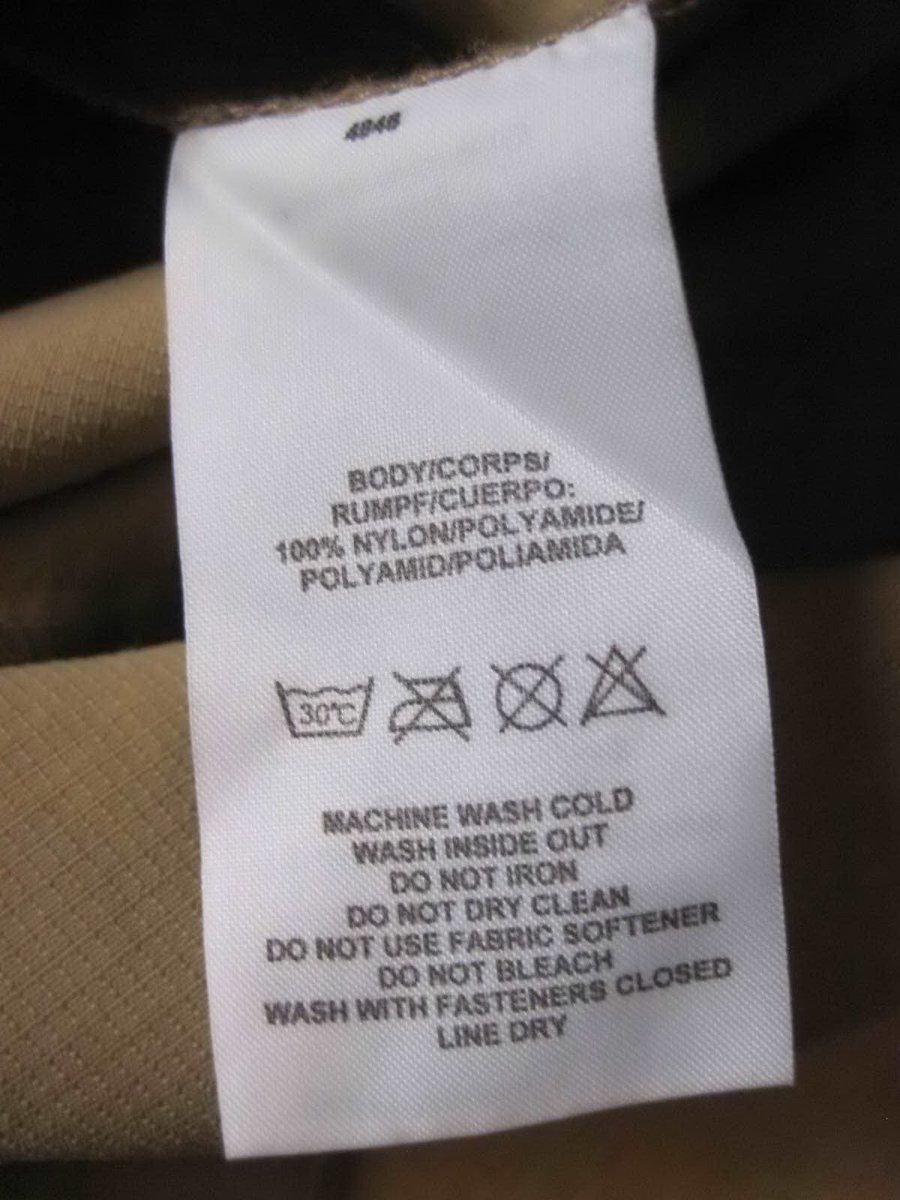 4946
BODY/CORPS/
RUMPF/CUERPO:
100% NYLON/POLYAMIDE/
POLYAMID/POLIAMIDA
30°C
MACHINE WASH COLD
WASH INSIDE OUT
DO NOT IRON
DO NOT DRY CLEAN
DO NOT USE FABRIC SOFTENER
DO NOT BLEACH
WASH WITH FASTENERS CLOSED
LINE DRY